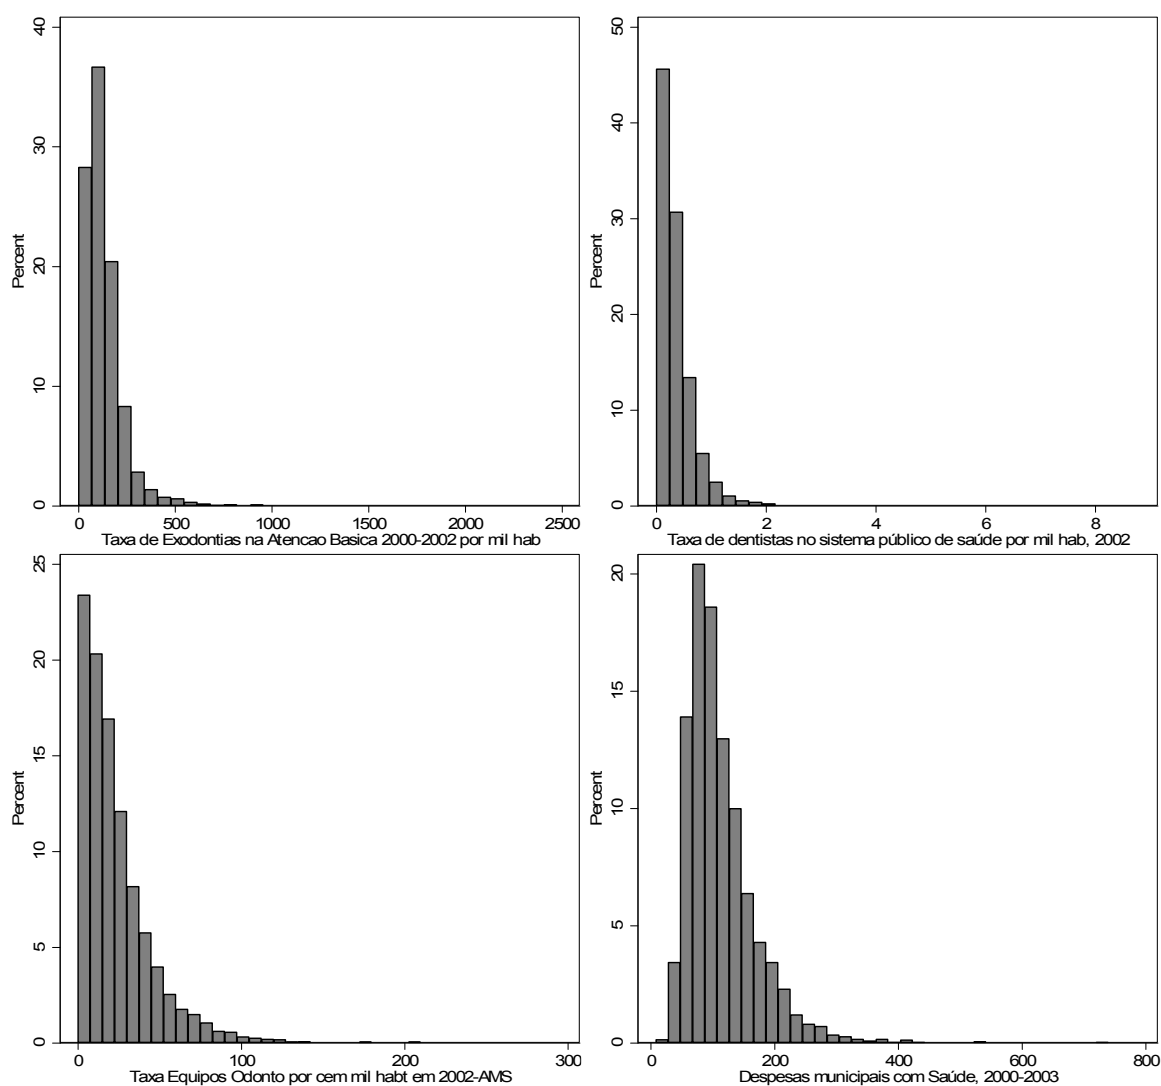 40
30
20
10
0
Percent
0 500 1000 1500 2000 2500
Taxa de Exodontias na Atencao Basica 2000-2002 por mil hab
50
40
30
20
10
0
Percent
0 2 4 6 8
Taxa de dentistas no sistema público de saúde por mil hab, 2002
25
20
15
10
5
0
Percent
0 100 200 300
Taxa Equipos Odonto por cem mil habt em 2002-AMS
20
15
10
5
0
Percent
0 200 400 600 800
Despesas municipais com Saúde, 2000-2003